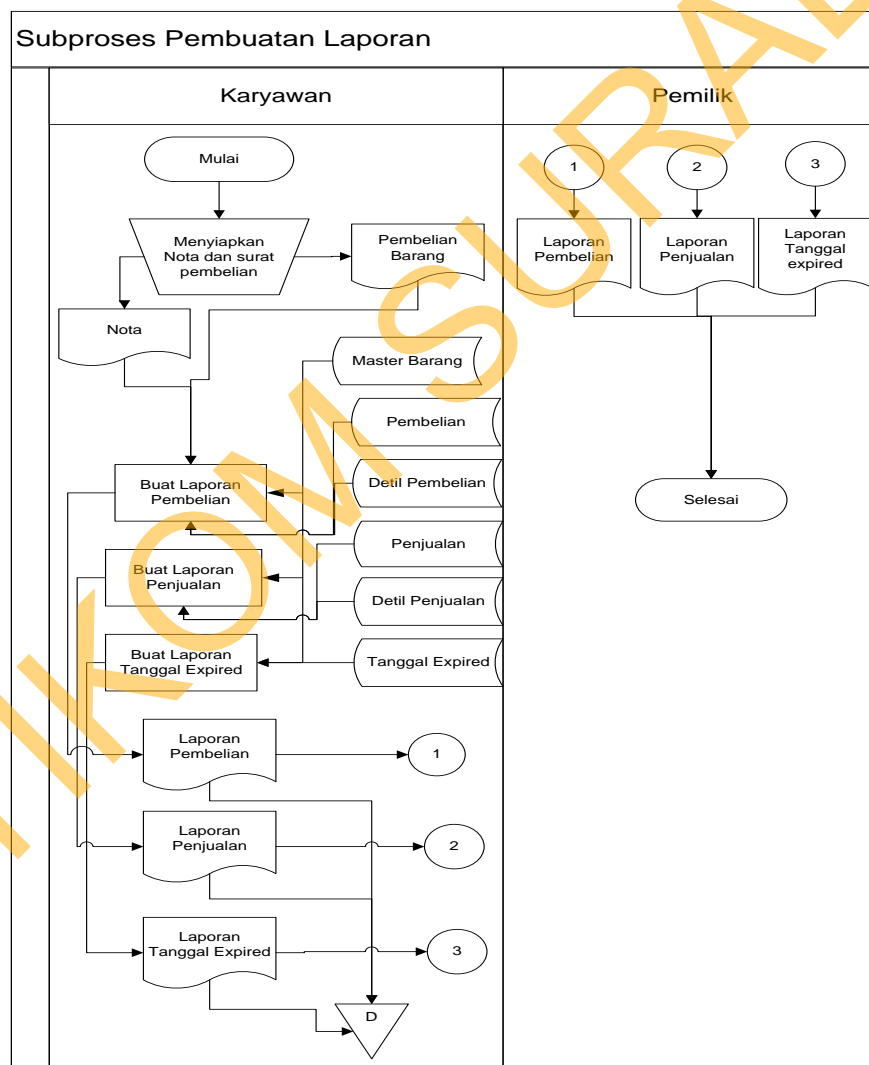 Subproses Pembuatan Laporan
Karyawan
Pemilik
Mulai
1
2
3
Menyiapkan
Nota dan surat
pembelian
Pembelian
Barang
Laporan
Pembelian
Laporan
Penjualan
Laporan
Tanggal
expired
Nota
Master Barang
Pembelian
Buat Laporan
Pembelian
Detil Pembelian
Selesai
Penjualan
Buat Laporan
Penjualan
Detil Penjualan
Buat Laporan
Tanggal Expired
Tanggal Expired
Laporan
Pembelian
1
Laporan
Penjualan
2
Laporan
Tanggal Expired
3
D
IKOM SURA